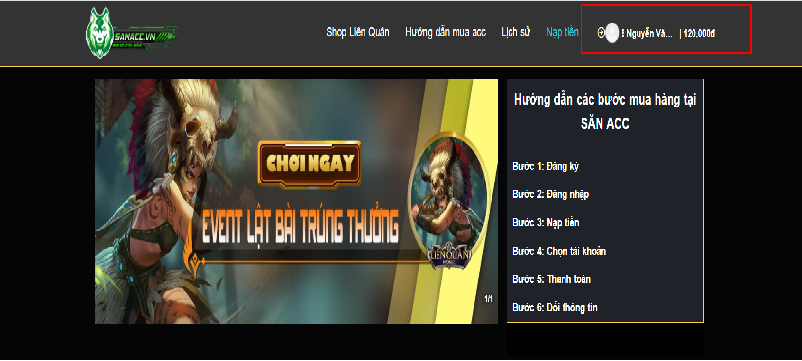 SANACC.VN
Shop Liên Quân Hướng dẫn mua acc Lịch sử Nạp tiền Nguyễn Vă... | 120,000đ
Hướng dẫn các bước mua hàng tại
SĂN ACC
CHƠI NGAY
EVENT LẬT BÀI TRÚNG THƯỞNG
LIÊN QUÂN
1/1
Bước 1: Đăng ký
Bước 2: Đăng nhập
Bước 3: Nạp tiền
Bước 4: Chọn tài khoản
Bước 5: Thanh toán
Bước 6: Đổi thông tin